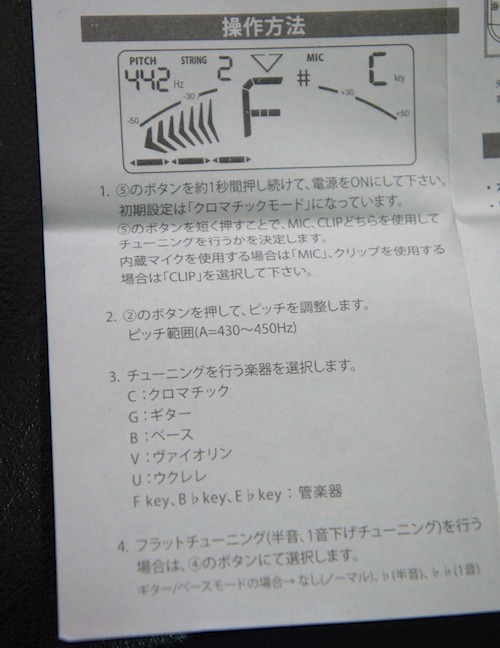 操作方法
PITCH STRING MIC
442 Hz 2 F # C key
-50 -30 +30 +50
1. ⑤のボタンを約1秒間押し続けて、電源をONにして下さい。
初期設定は「クロマチックモード」になっています。
⑤のボタンを短く押すことで、MIC, CLIPどちらを使用して
チューニングを行うかを決定します。
内蔵マイクを使用する場合は「MIC」、クリップを使用する
場合は「CLIP」を選択して下さい。
2. ②のボタンを押して、ピッチを調整します。
ピッチ範囲(A=430〜450Hz)
3. チューニングを行う楽器を選択します。
C：クロマチック
G：ギター
B：ベース
V：ヴァイオリン
U：ウクレレ
F key、B♭key、E♭key：管楽器
4. フラットチューニング(半音、1音下げチューニング)を行う
場合は、④のボタンにて選択します。
ギター/ベースモードの場合→ なし(ノーマル)、♭(半音)、♭♭(1音)